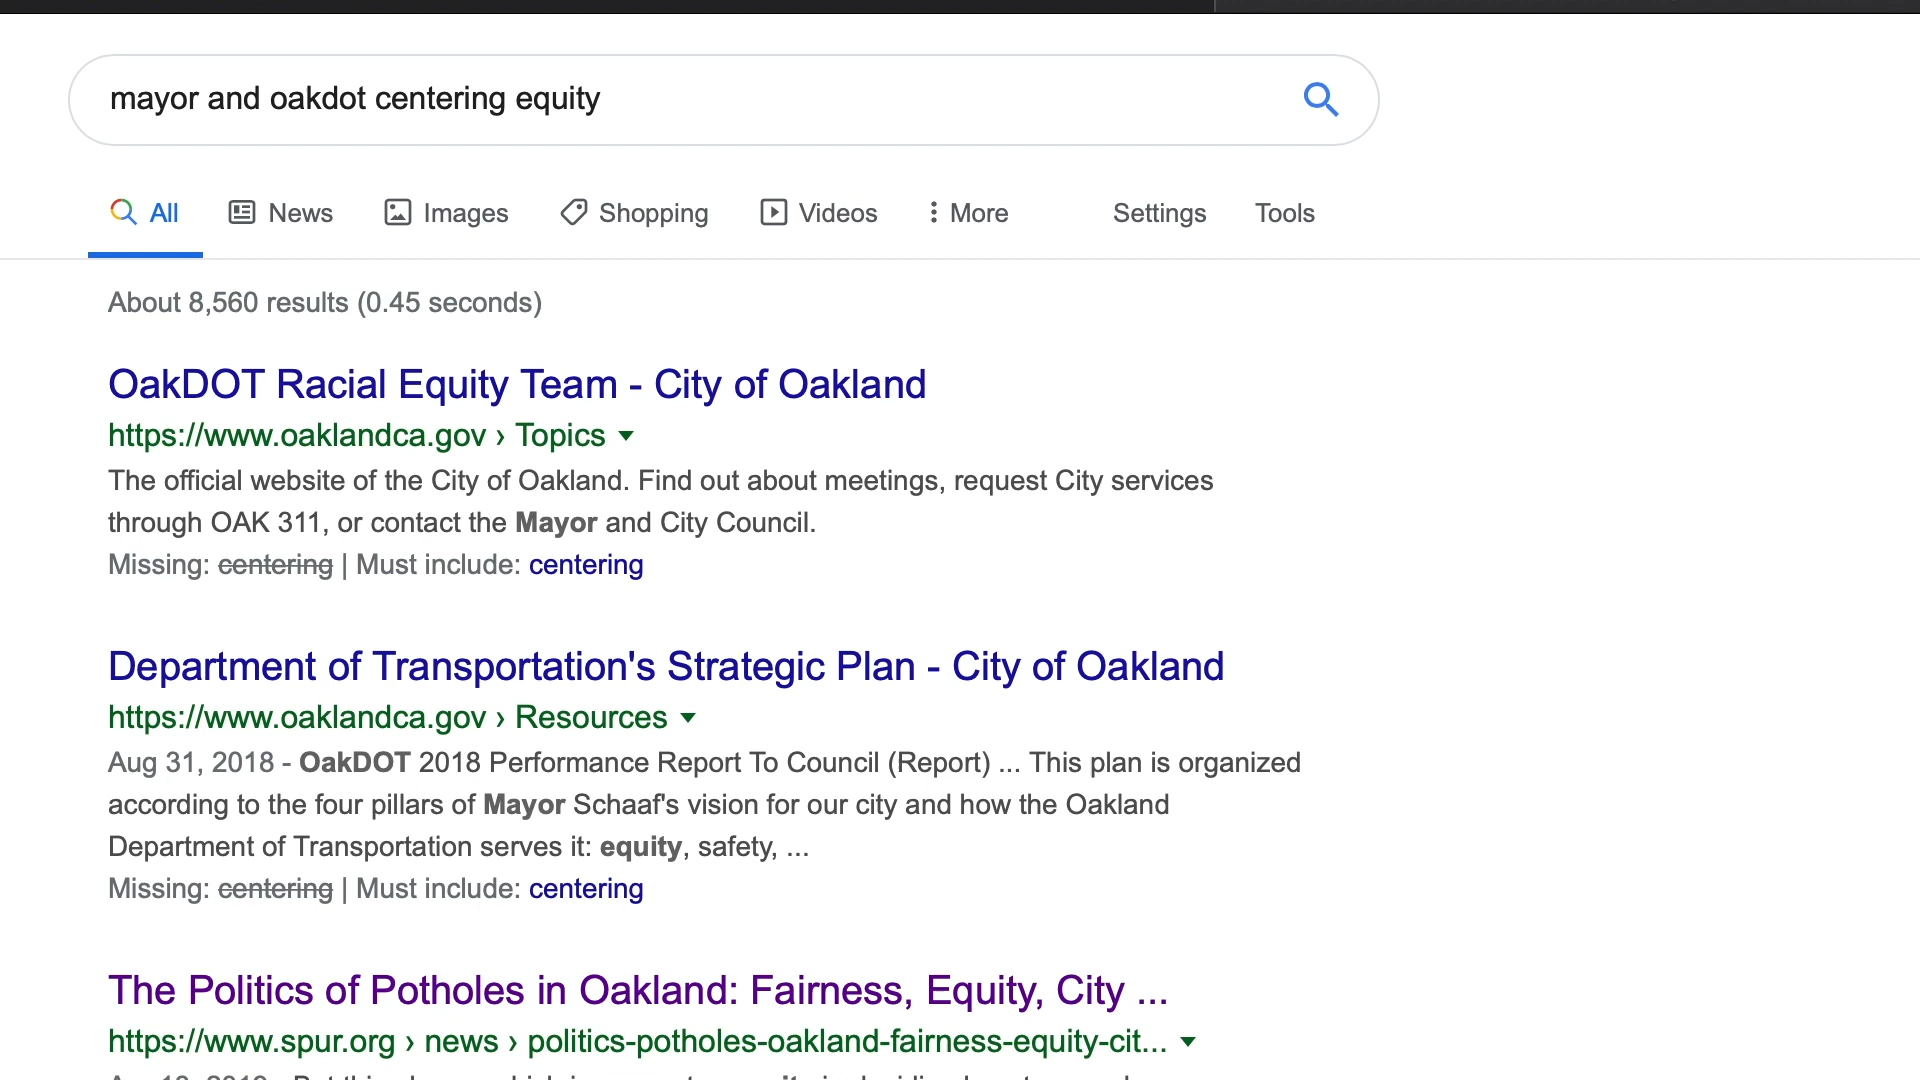 mayor and oakdot centering equity
All News Images Shopping Videos More Settings Tools
About 8,560 results (0.45 seconds)
OakDOT Racial Equity Team - City of Oakland
https://www.oaklandca.gov › Topics
The official website of the City of Oakland. Find out about meetings, request City services
through OAK 311, or contact the Mayor and City Council.
Missing: centering | Must include: centering
Department of Transportation's Strategic Plan - City of Oakland
https://www.oaklandca.gov › Resources
Aug 31, 2018 - OakDOT 2018 Performance Report To Council (Report) ... This plan is organized
according to the four pillars of Mayor Schaaf's vision for our city and how the Oakland
Department of Transportation serves it: equity, safety, ...
Missing: centering | Must include: centering
The Politics of Potholes in Oakland: Fairness, Equity, City ...
https://www.spur.org › news › politics-potholes-oakland-fairness-equity-cit...